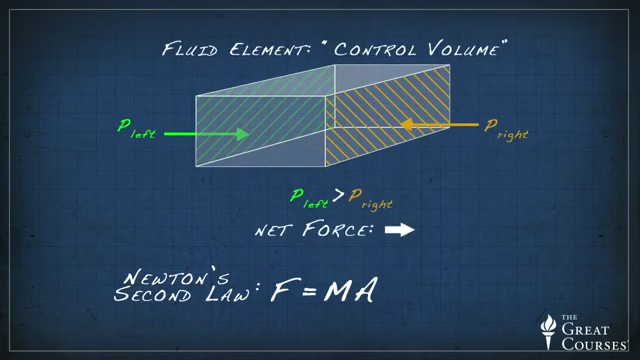 FLUID ELEMENT: "CONTROL VOLUME"
P left
P right
P left > P right
NET FORCE:
NEWTON'S
SECOND LAW: F = MA
THE
GREAT
COURSES®